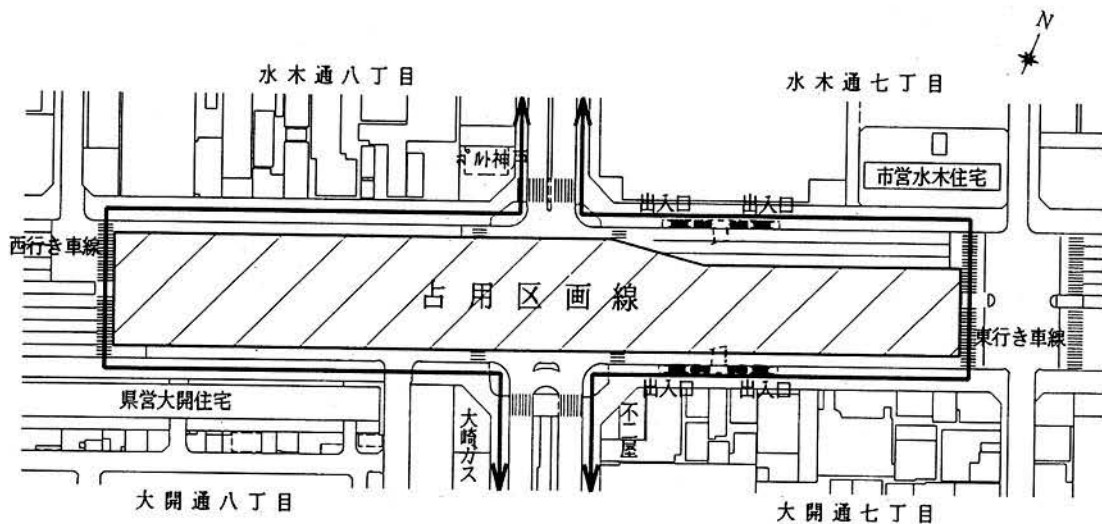 N
水木通八丁目
水木通七丁目
ポルト神戸
市営水木住宅
出入口
出入口
西行き車線
占用区画線
東行き車線
出入口
出入口
県営大開住宅
大崎ガス
不二屋
大開通八丁目
大開通七丁目